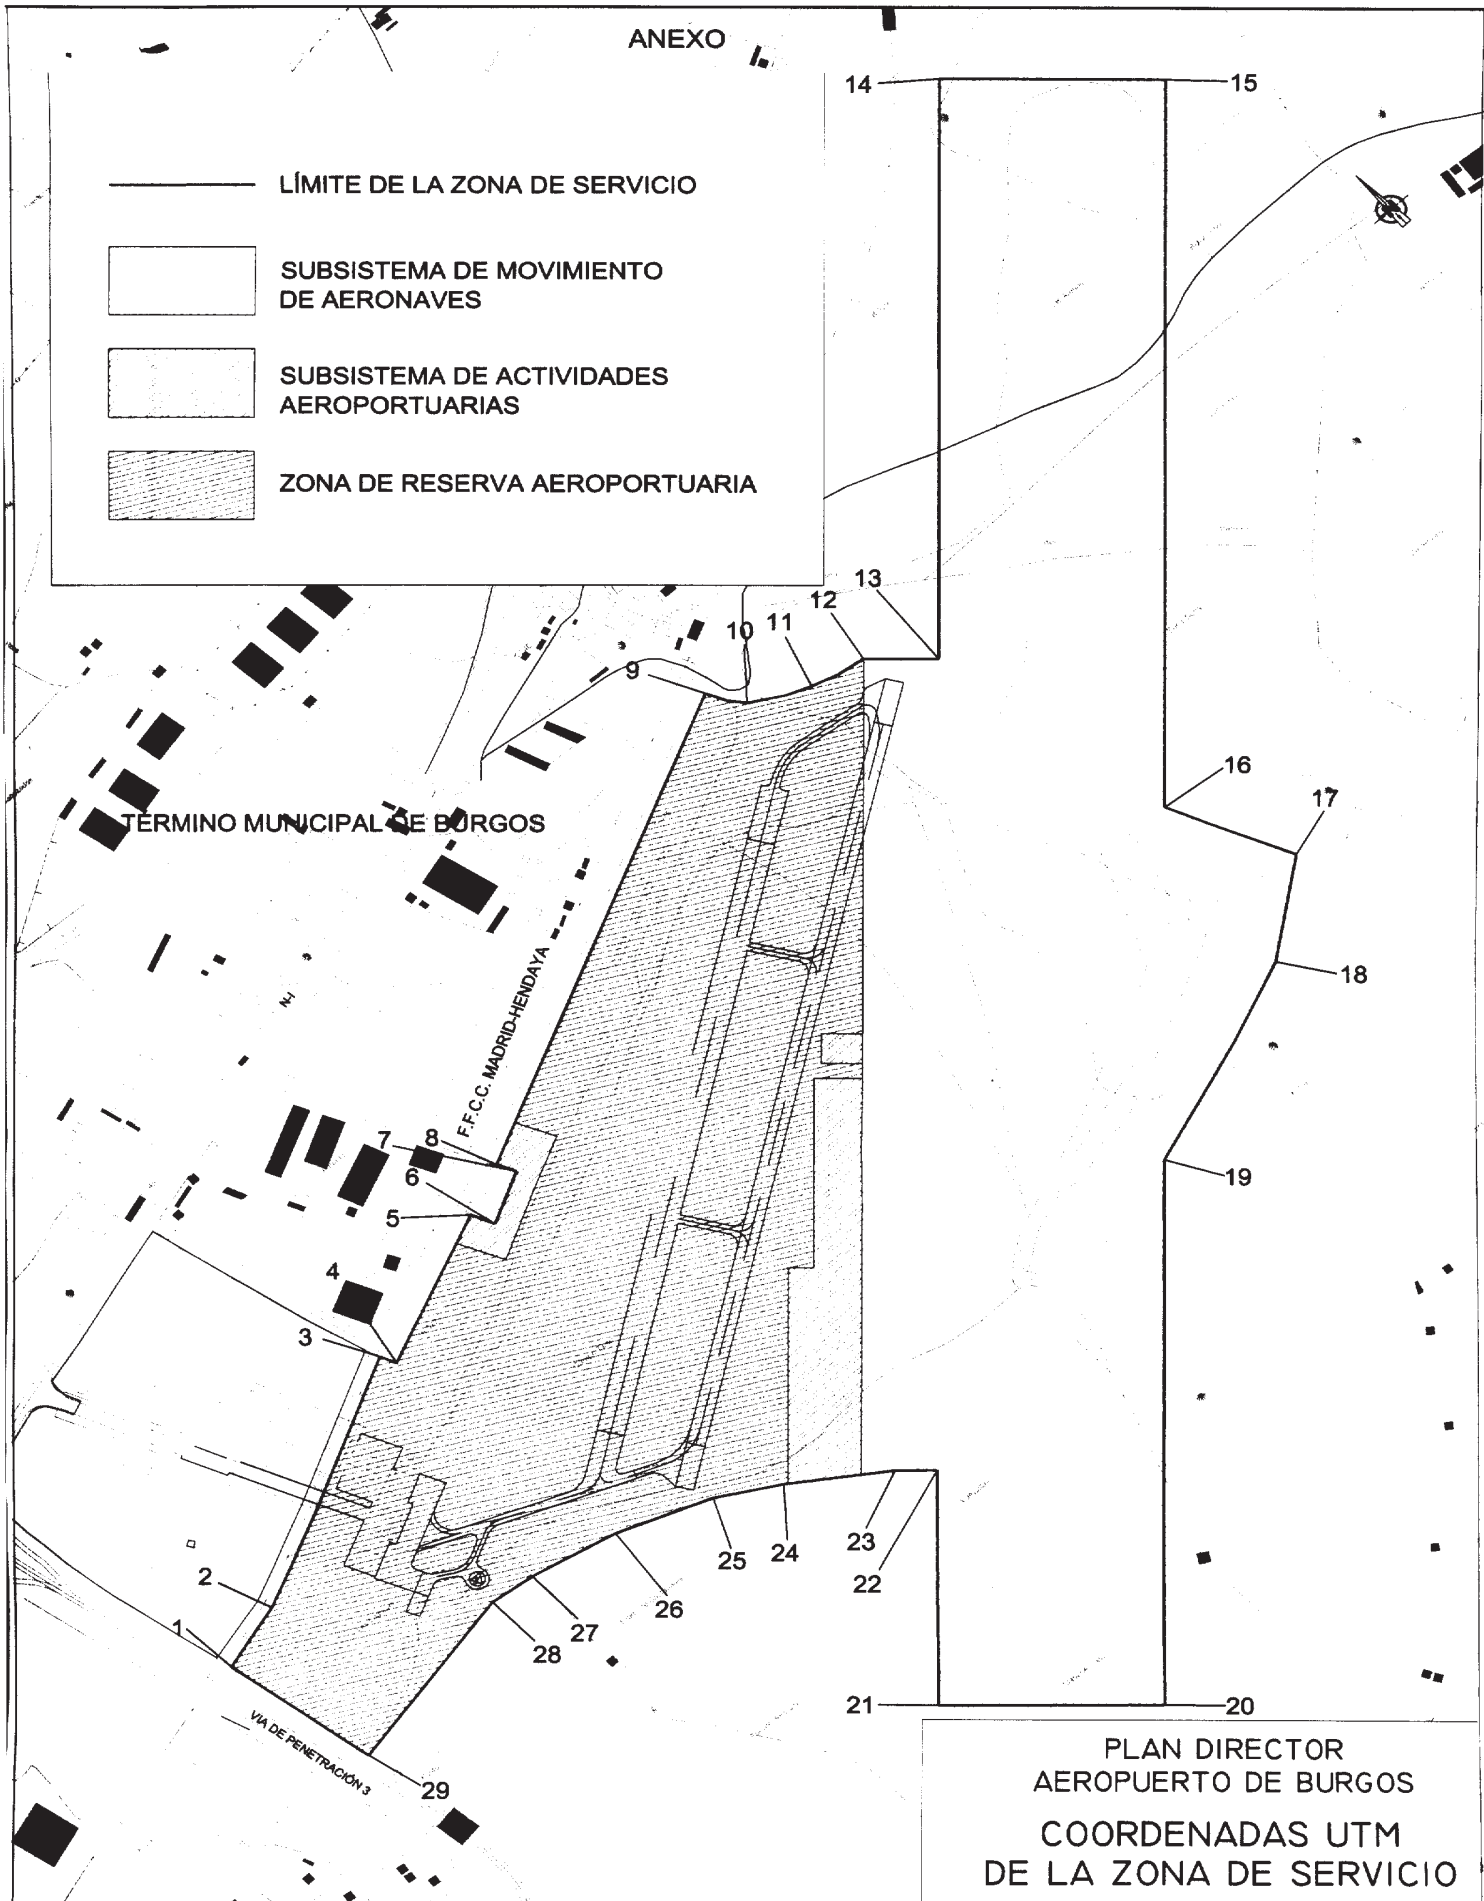 ANEXO
LÍMITE DE LA ZONA DE SERVICIO
SUBSISTEMA DE MOVIMIENTO
DE AERONAVES
SUBSISTEMA DE ACTIVIDADES
AEROPORTUARIAS
ZONA DE RESERVA AEROPORTUARIA
14
15
13
12
11
10
9
16
17
TERMINO MUNICIPAL DE BURGOS
18
F.F.C.C. MADRID-HENDAYA
N-I
8
7
6
5
19
4
3
2
1
23
22
24
25
26
27
28
21
20
VIA DE PENETRACIÓN 3
29
PLAN DIRECTOR
AEROPUERTO DE BURGOS
COORDENADAS UTM
DE LA ZONA DE SERVICIO